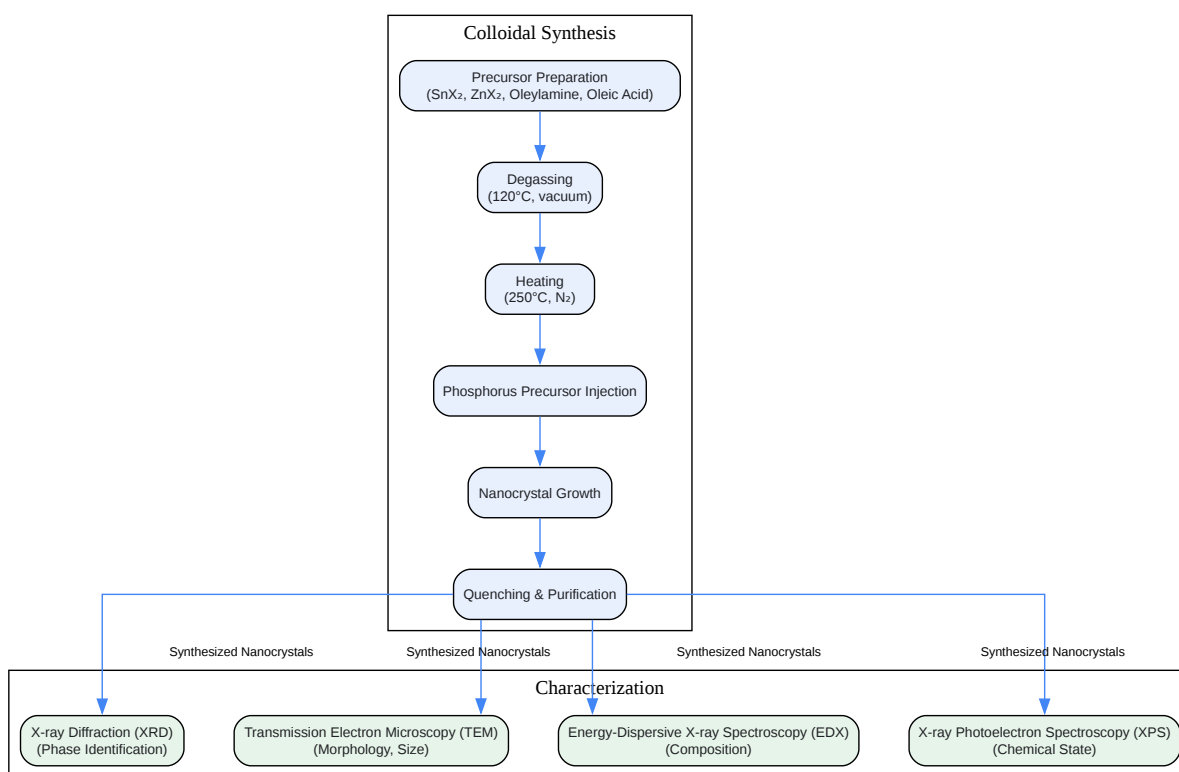 Colloidal Synthesis
Precursor Preparation
(SnX₂, ZnX₂, Oleylamine, Oleic Acid)
Degassing
(120°C, vacuum)
Heating
(250°C, N₂)
Phosphorus Precursor Injection
Nanocrystal Growth
Quenching & Purification
Synthesized Nanocrystals
Synthesized Nanocrystals
Synthesized Nanocrystals
Synthesized Nanocrystals
Characterization
X-ray Diffraction (XRD)
(Phase Identification)
Transmission Electron Microscopy (TEM)
(Morphology, Size)
Energy-Dispersive X-ray Spectroscopy (EDX)
(Composition)
X-ray Photoelectron Spectroscopy (XPS)
(Chemical State)